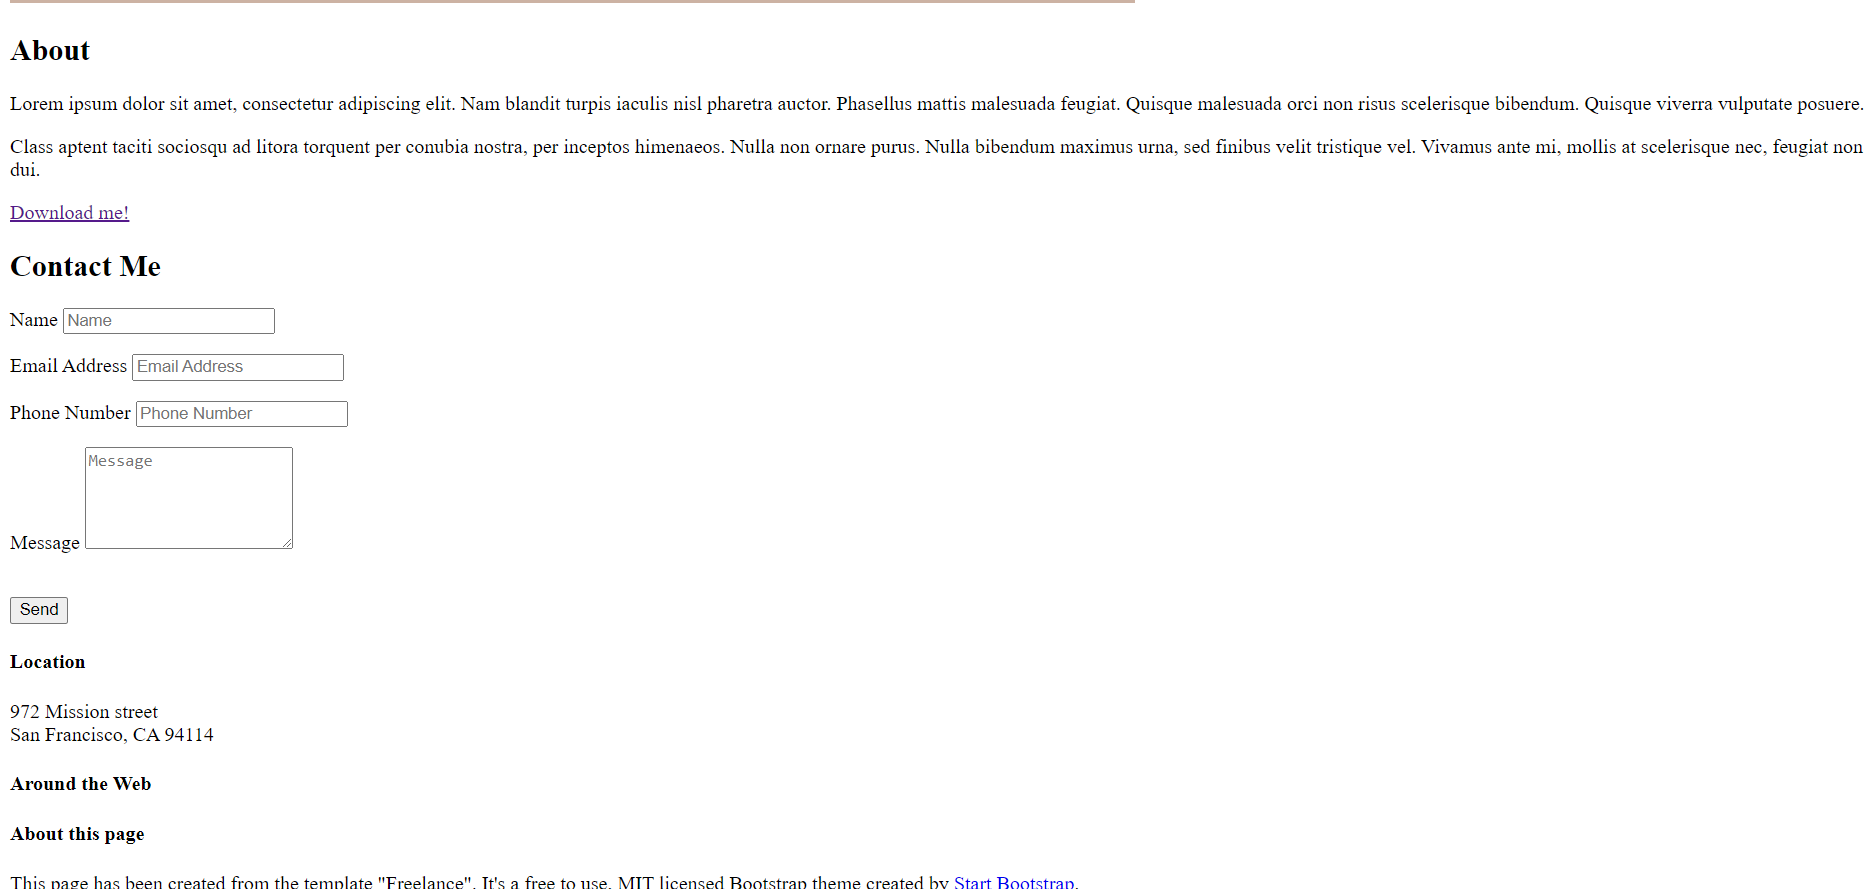 About
Lorem ipsum dolor sit amet, consectetur adipiscing elit. Nam blandit turpis iaculis nisl pharetra auctor. Phasellus mattis malesuada feugiat. Quisque malesuada orci non risus scelerisque bibendum. Quisque viverra vulputate posuere.
Class aptent taciti sociosqu ad litora torquent per conubia nostra, per inceptos himenaeos. Nulla non ornare purus. Nulla bibendum maximus urna, sed finibus velit tristique vel. Vivamus ante mi, mollis at scelerisque nec, feugiat non
dui.
Download me!
Contact Me
Name Name
Email Address Email Address
Phone Number Phone Number
Message
Message
Send
Location
972 Mission street
San Francisco, CA 94114
Around the Web
About this page
This page has been created from the template "Freelance". It's a free to use, MIT licensed Bootstrap theme created by Start Bootstrap.